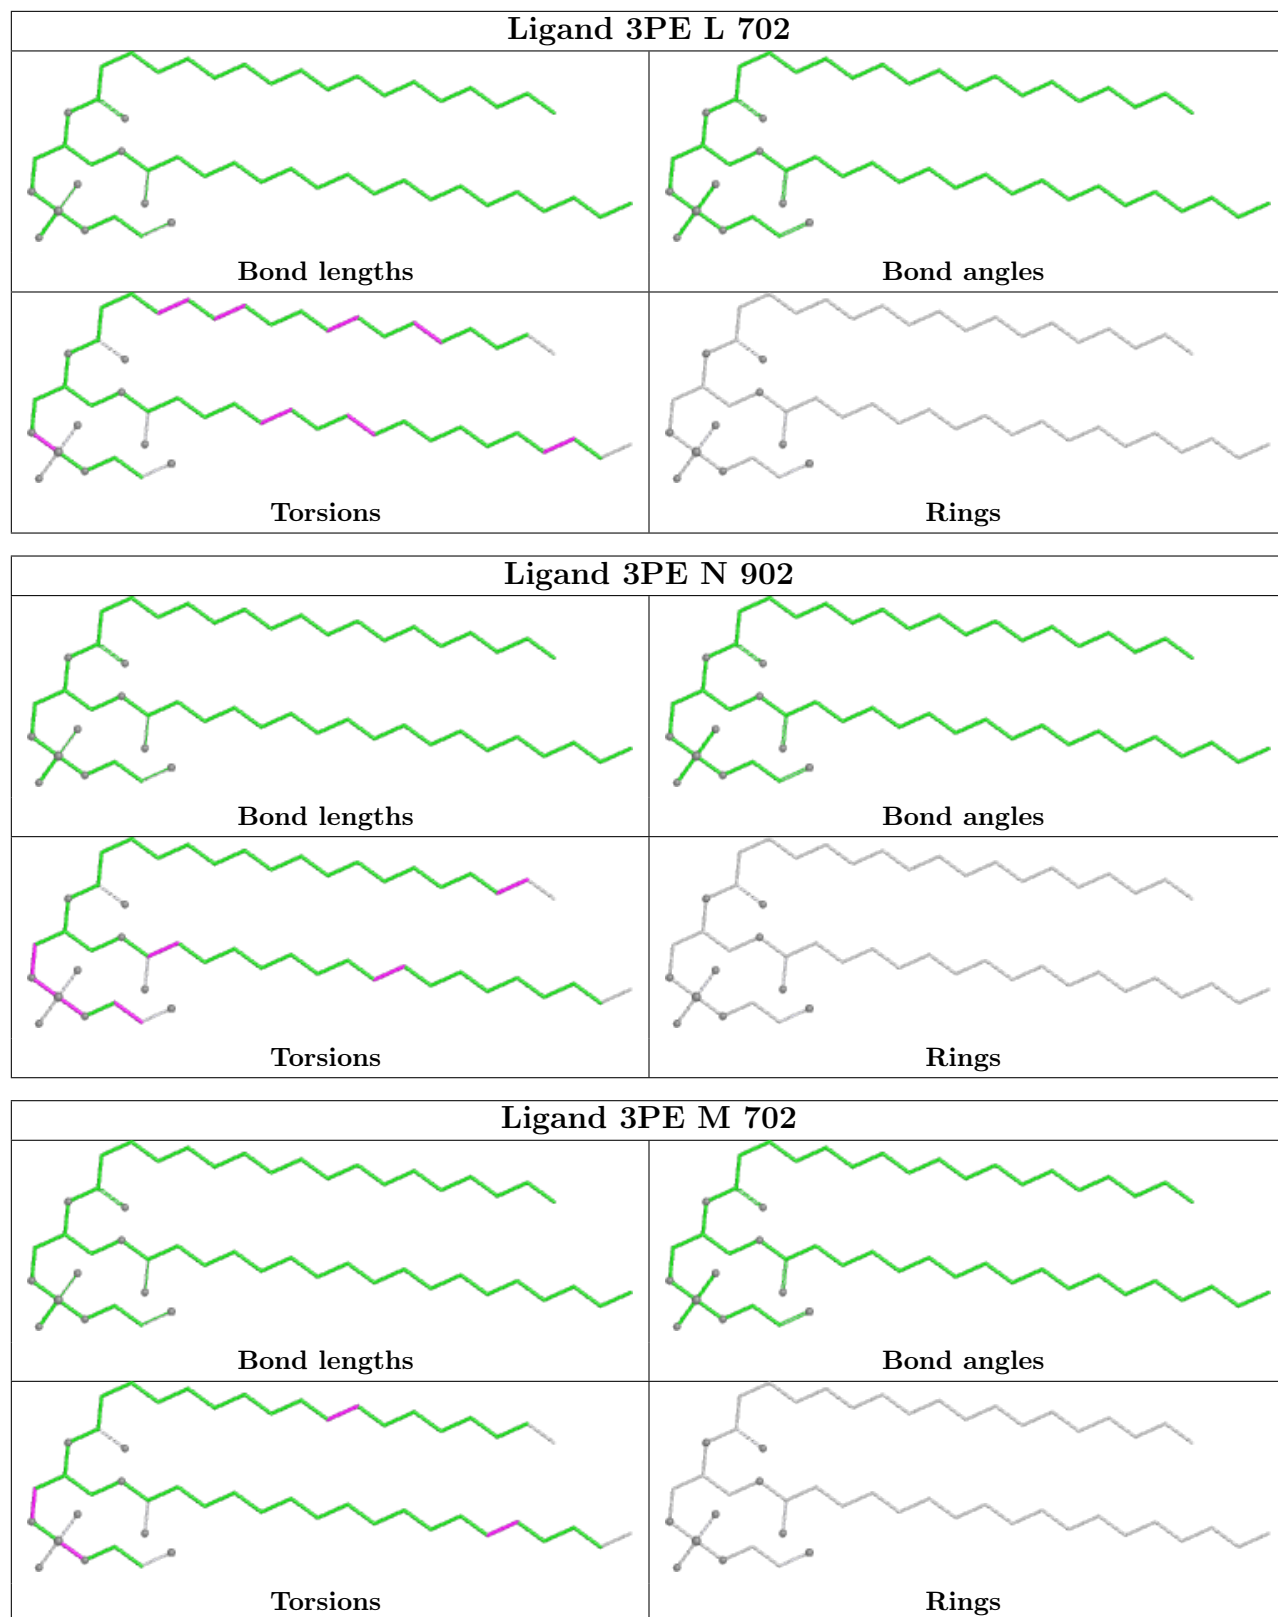 Ligand 3PE L 702
Bond lengths
Bond angles
Torsions
Rings
Ligand 3PE N 902
Bond lengths
Bond angles
Torsions
Rings
Ligand 3PE M 702
Bond lengths
Bond angles
Torsions
Rings